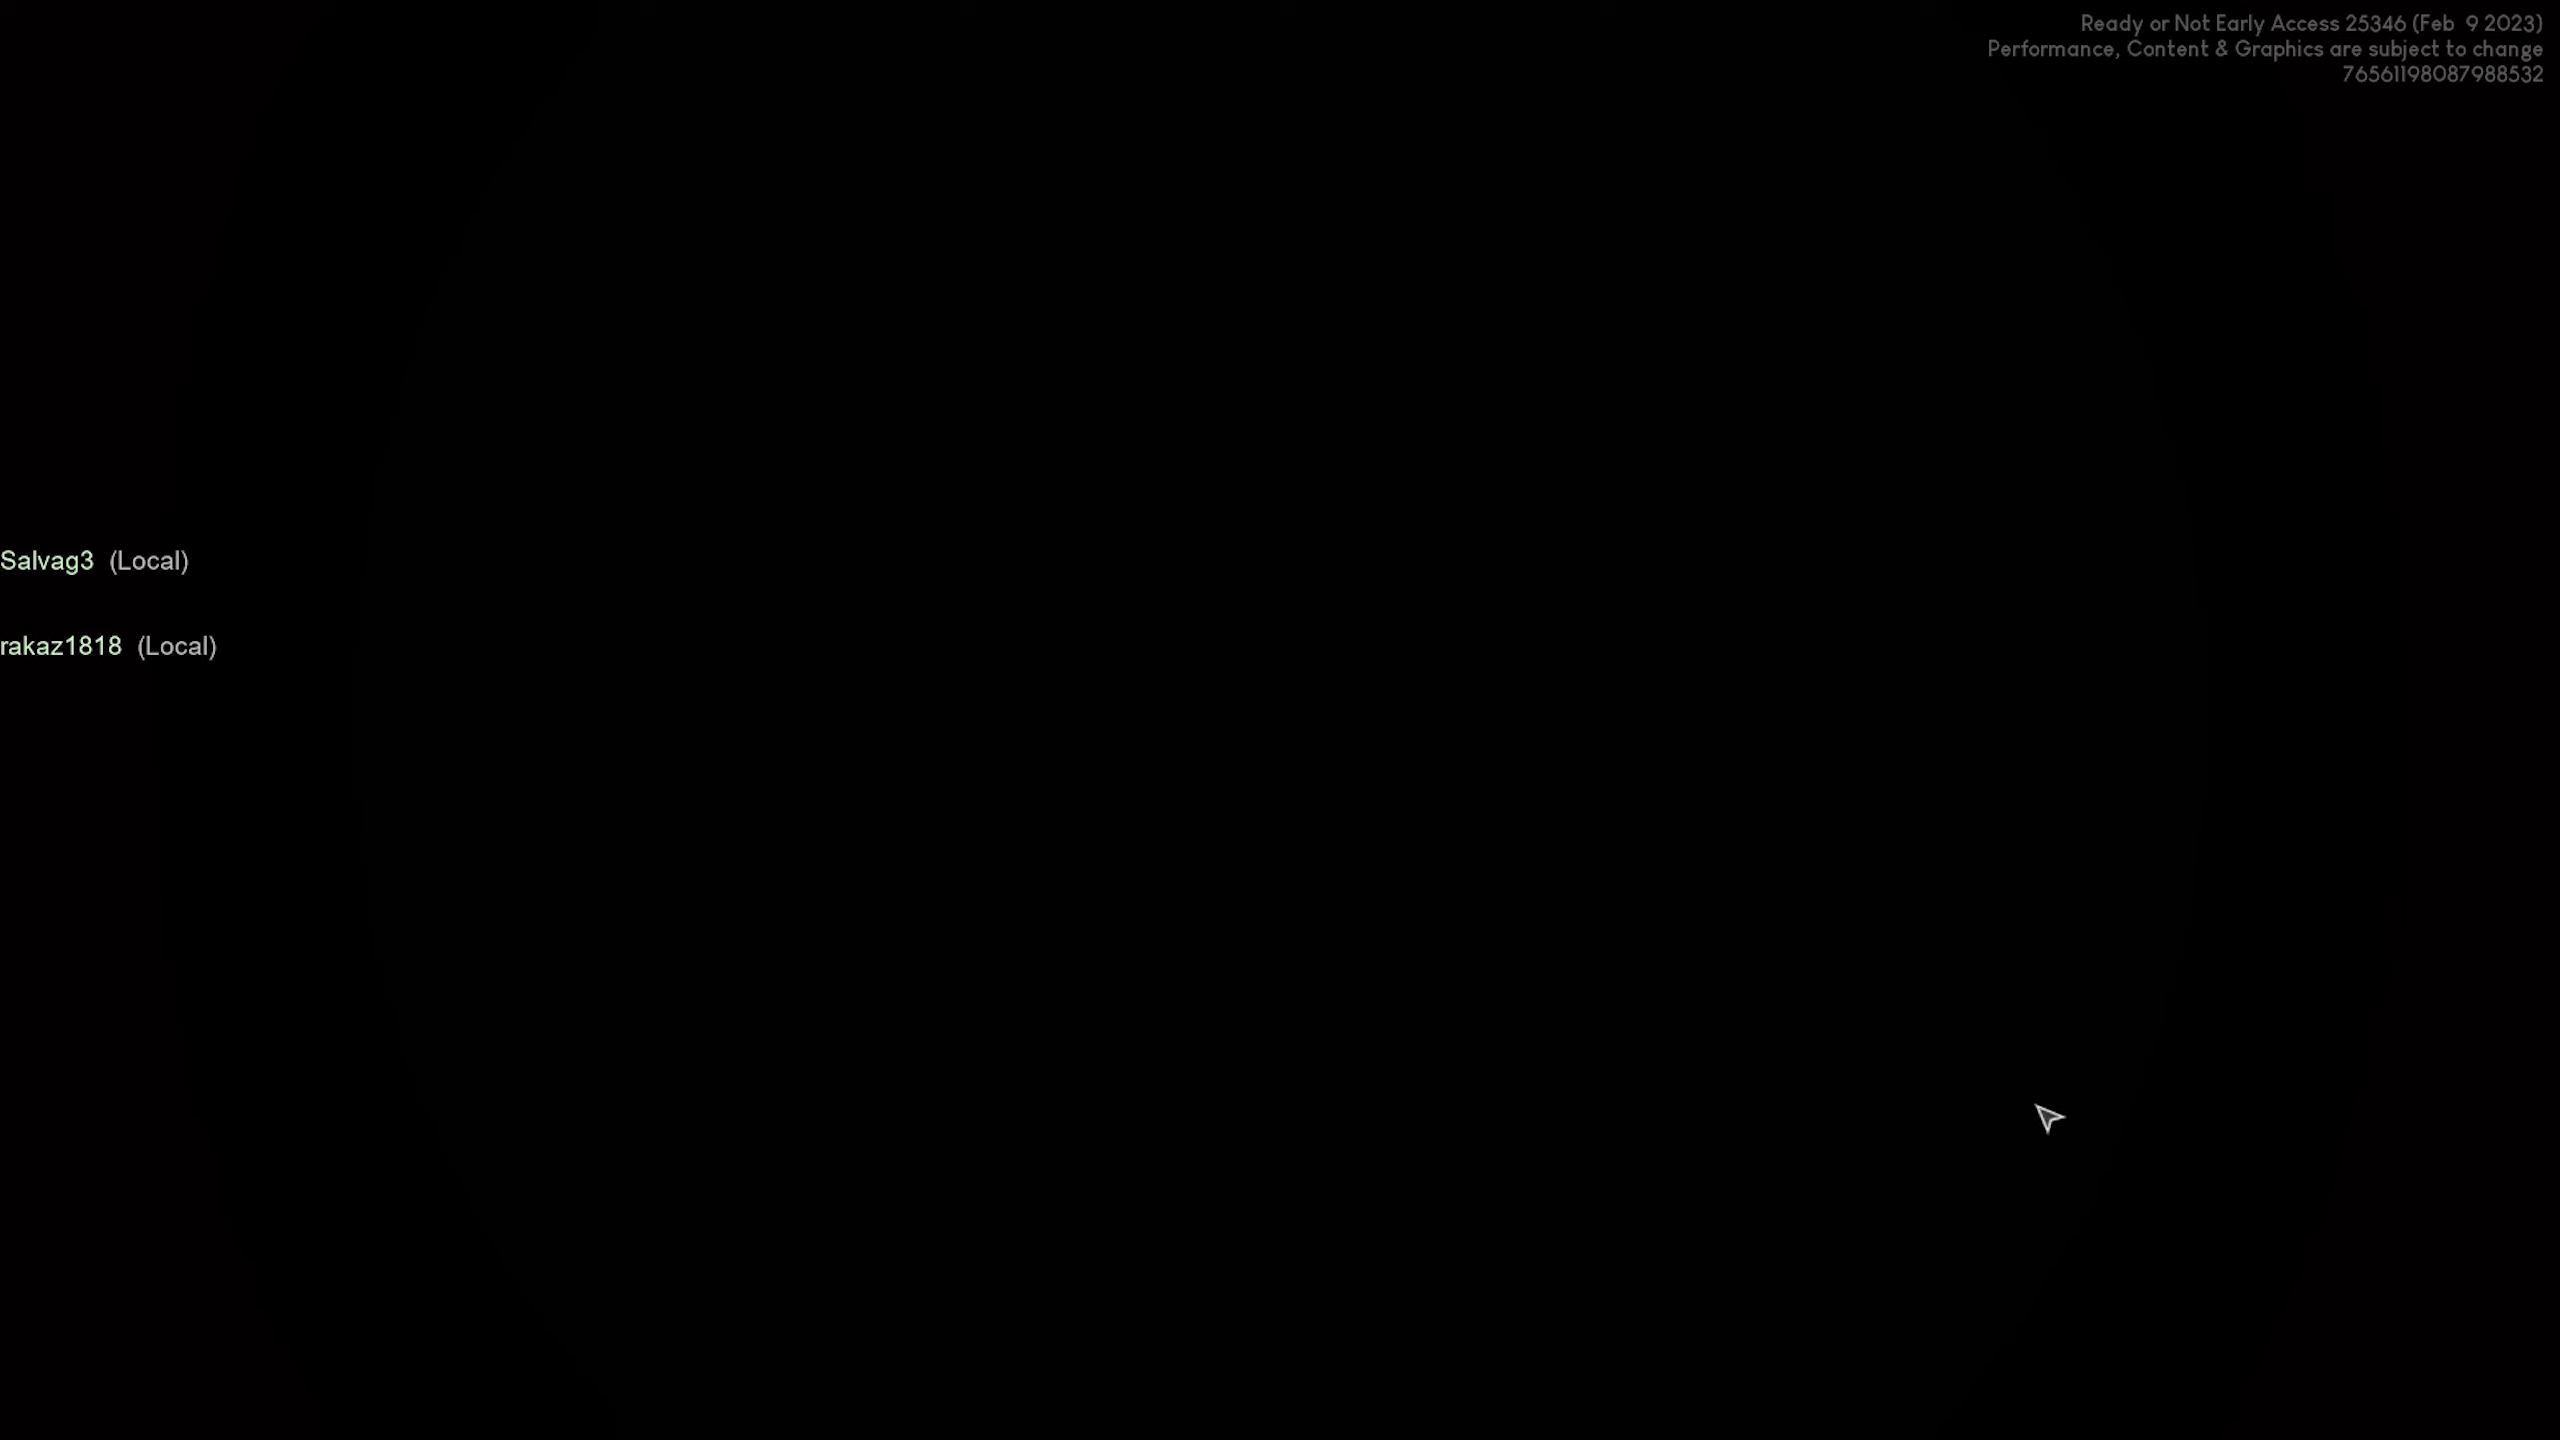 Ready or Not Early Access 25346 (Feb  9 2023)
Performance, Content & Graphics are subject to change
76561198087988532
Salvag3 (Local)
rakaz1818 (Local)